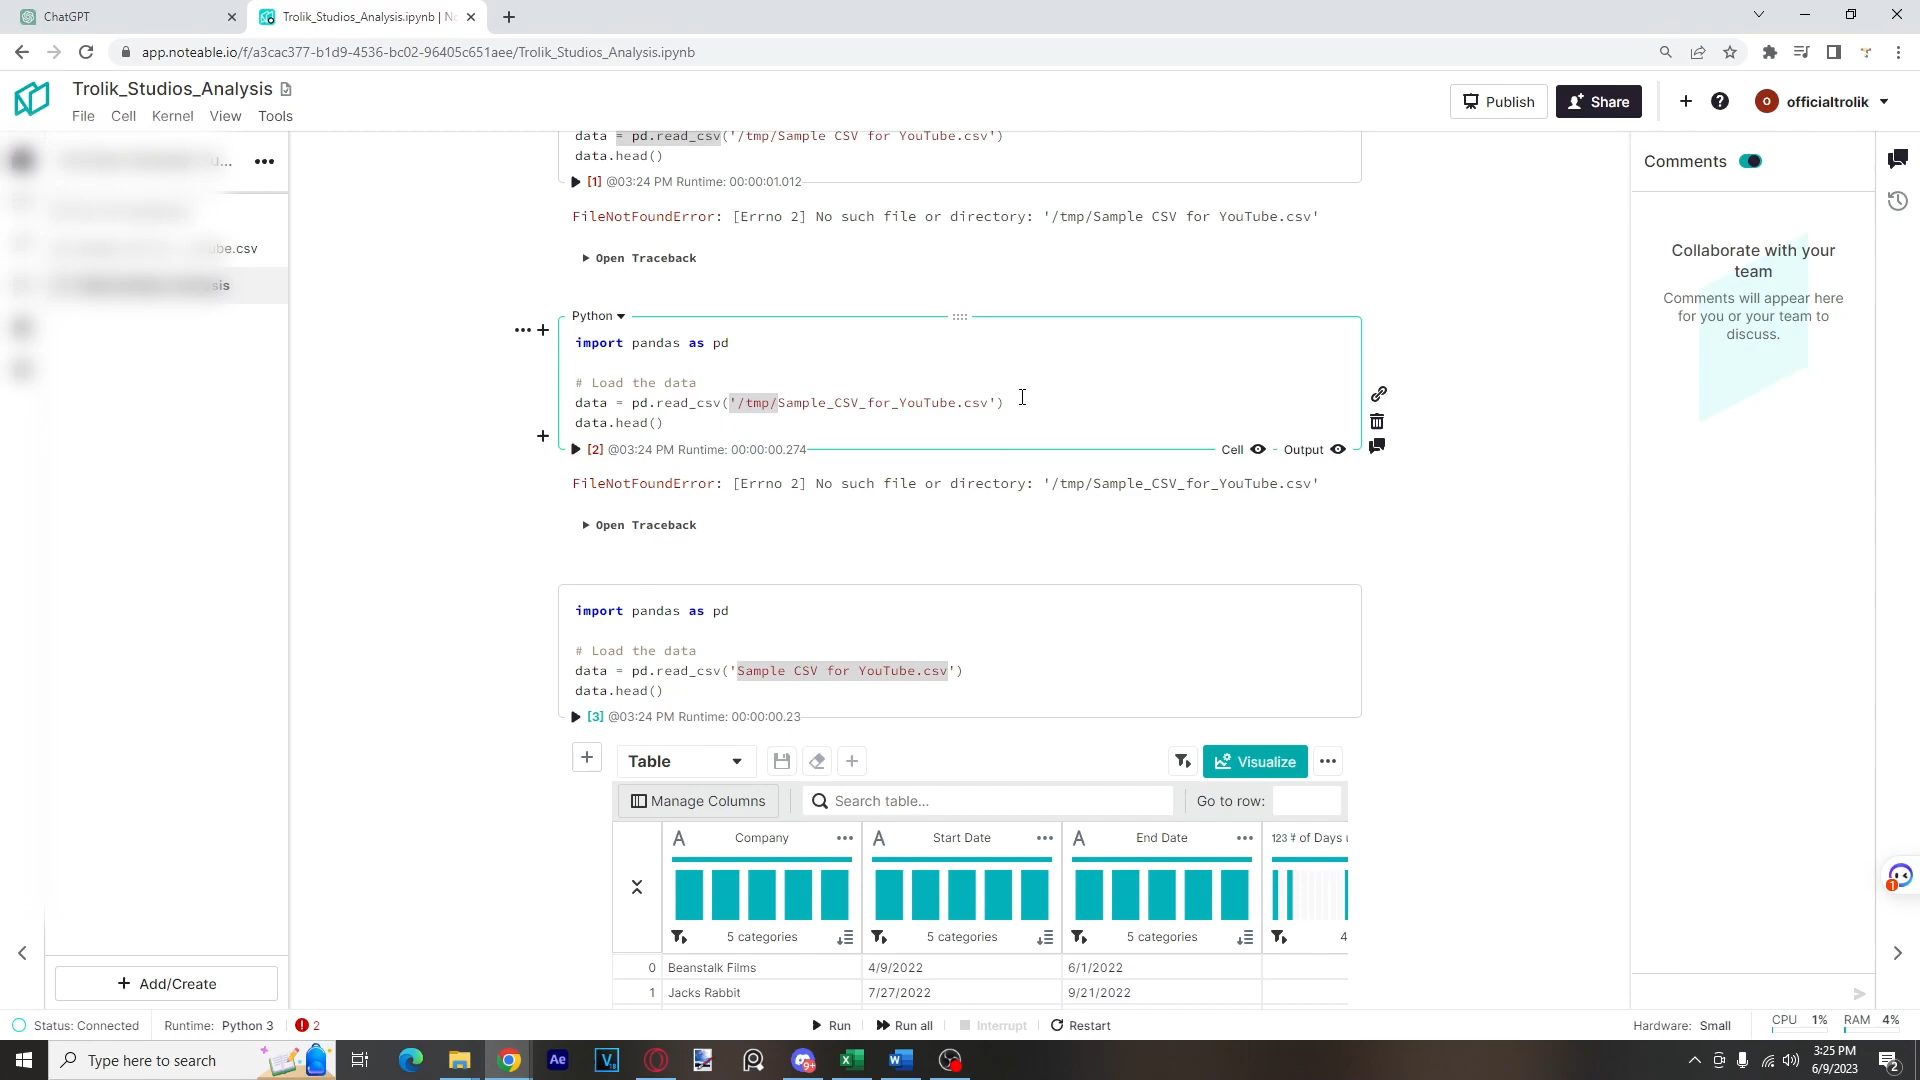 ChatGPT
Trolik_Studios_Analysis.ipynb | No
app.noteable.io/f/a3cac377-b1d9-4536-bc02-96405c651aee/Trolik_Studios_Analysis.ipynb
Trolik_Studios_Analysis
File Cell Kernel View Tools
Publish
Share
officialtrolik
data = pd.read_csv('/tmp/Sample CSV for YouTube.csv')
data.head()
[1] @03:24 PM Runtime: 00:00:01.012
FileNotFoundError: [Errno 2] No such file or directory: '/tmp/Sample CSV for YouTube.csv'
Open Traceback
Python
import pandas as pd
# Load the data
data = pd.read_csv('/tmp/Sample_CSV_for_YouTube.csv')
data.head()
[2] @03:24 PM Runtime: 00:00:00.274
Cell - Output
FileNotFoundError: [Errno 2] No such file or directory: '/tmp/Sample_CSV_for_YouTube.csv'
Open Traceback
import pandas as pd
# Load the data
data = pd.read_csv('Sample CSV for YouTube.csv')
data.head()
[3] @03:24 PM Runtime: 00:00:00.23
Table
Visualize
Manage Columns
Search table...
Go to row:
A Company
A Start Date
A End Date
123 # of Days
5 categories
5 categories
5 categories
4
0 Beanstalk Films 4/9/2022 6/1/2022
1 Jacks Rabbit 7/27/2022 9/21/2022
Comments
Collaborate with your
team
Comments will appear here
for you or your team to
discuss.
+ Add/Create
Status: Connected
Runtime: Python 3
2
Run
Run all
Interrupt
Restart
Hardware: Small
CPU 1%
RAM 4%
Type here to search
3:25 PM
6/9/2023